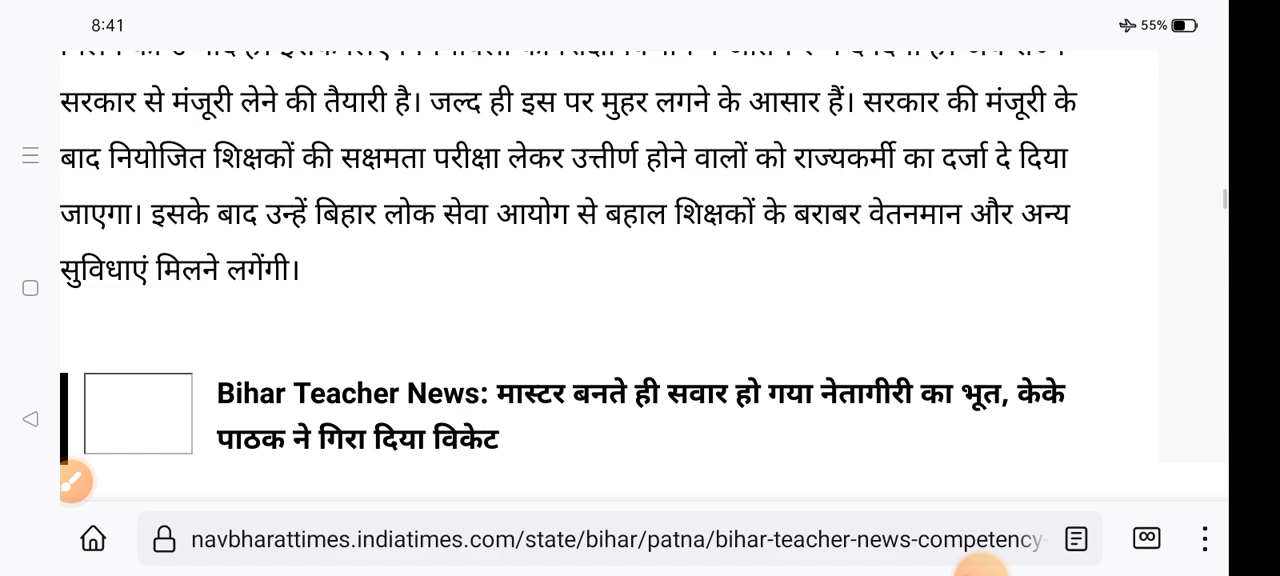 8:41
55%
सरकार से मंजूरी लेने की तैयारी है। जल्द ही इस पर मुहर लगने के आसार हैं। सरकार की मंजूरी के
बाद नियोजित शिक्षकों की सक्षमता परीक्षा लेकर उत्तीर्ण होने वालों को राज्यकर्मी का दर्जा दे दिया
जाएगा। इसके बाद उन्हें बिहार लोक सेवा आयोग से बहाल शिक्षकों के बराबर वेतनमान और अन्य
सुविधाएं मिलने लगेंगी।
Bihar Teacher News: मास्टर बनते ही सवार हो गया नेतागीरी का भूत, केके
पाठक ने गिरा दिया विकेट
navbharattimes.indiatimes.com/state/bihar/patna/bihar-teacher-news-competency-